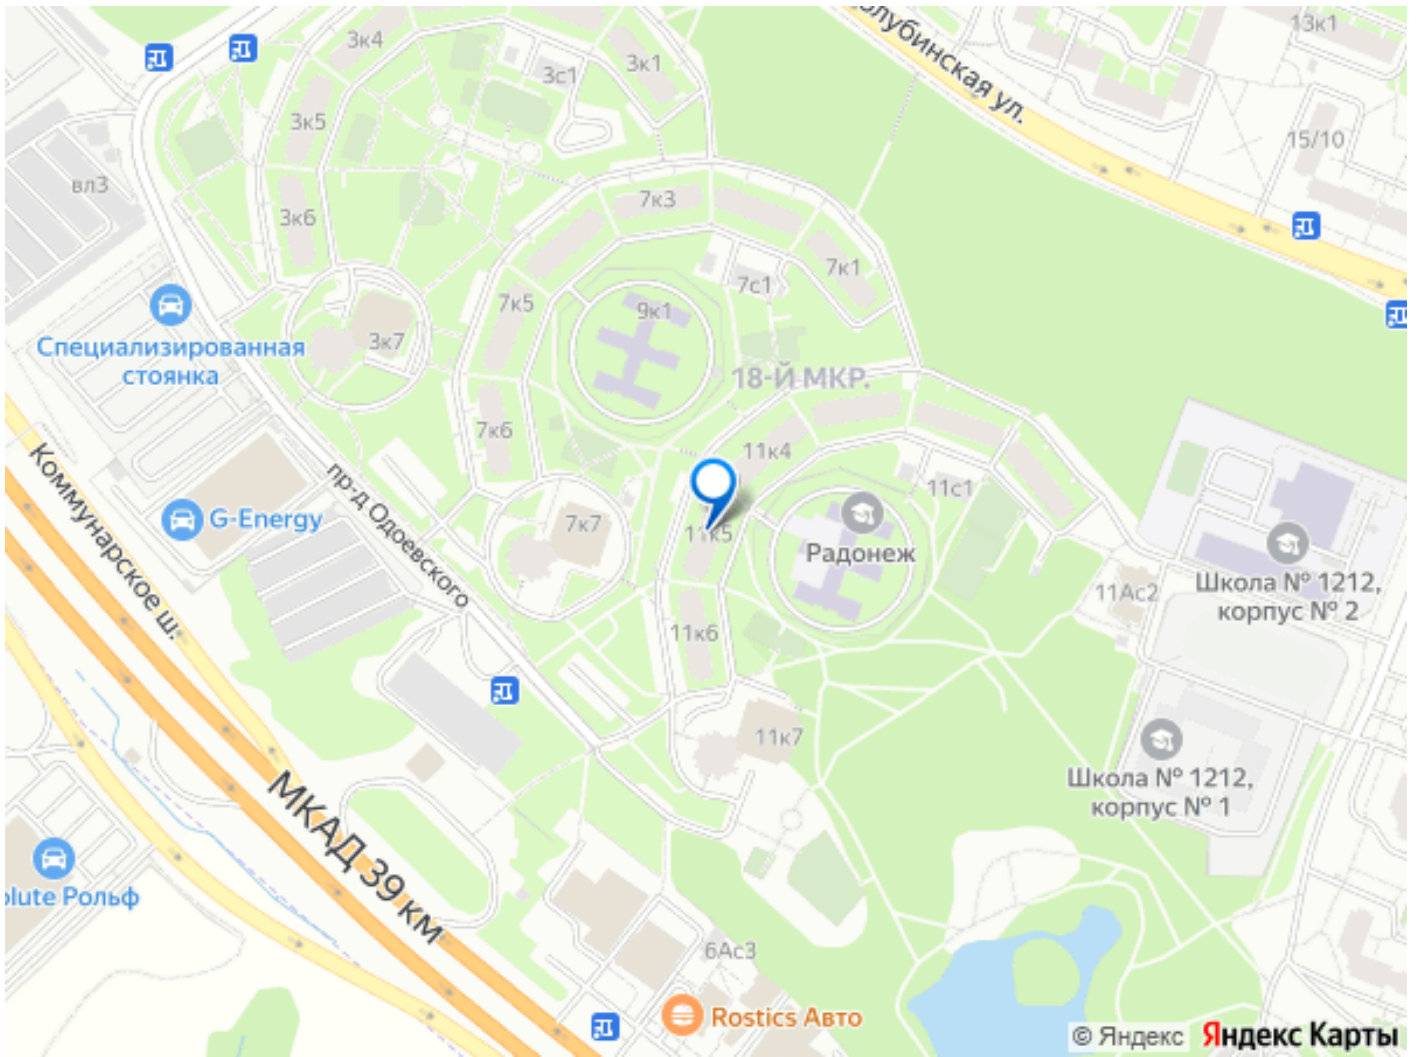 3к4
3к1
3с1
олубинская ул.
13к1
3к5
15/10
вл3
3к6
7к3
7к1
7с1
7к5
9к1
3к7
Специализированная
стоянка
18-Й МКР.
7к6
11к4
11с1
Коммунарское ш.
пр-д Одоевского
G-Energy
7к7
11к5
Радонеж
Школа № 1212,
корпус № 2
11Ас2
11к6
11к7
Школа № 1212,
корпус № 1
МКАД 39 км
olute Рольф
6Ас3
Rostics Авто
© Яндекс Яндекс Карты